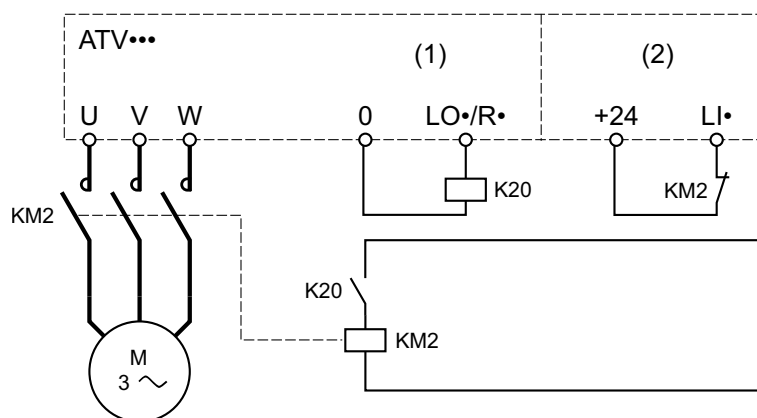 ATV••• (1) (2)
U V W 0 LO•/R• +24 LI•
K20 KM2
KM2
K20
KM2
M
3